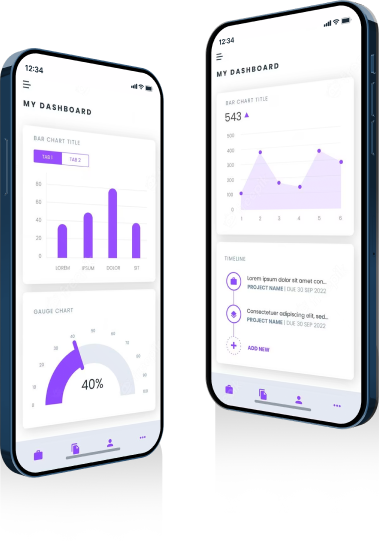 12:34
MY DASHBOARD
BAR CHART TITLE
TAB 1 TAB 2
80
60
40
20
0
LOREM IPSUM DOLOR SIT
GAUGE CHART
0 10 20 30 40 50 60 70 80 90 100
40%
12:34
MY DASHBOARD
BAR CHART TITLE
543
500
400
300
200
100
0
1 2 3 4 5 6
TIMELINE
Lorem ipsum dolor sit amet con...
PROJECT NAME | DUE 30 SEP 2022
Consectetuer adipiscing elit, sed...
PROJECT NAME | DUE 30 SEP 2022
ADD NEW